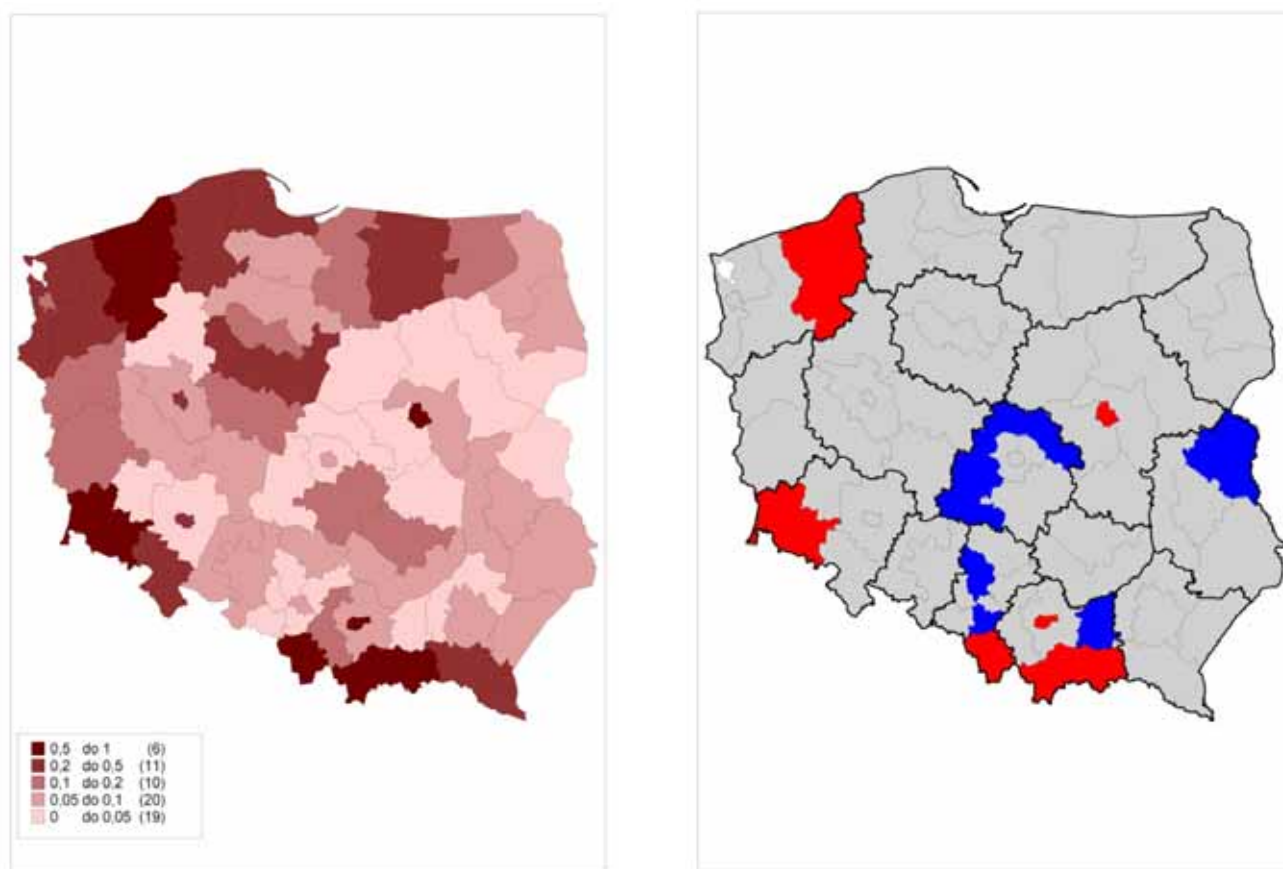 0,5 do 1 (6)
0,2 do 0,5 (11)
0,1 do 0,2 (10)
0,05 do 0,1 (20)
0 do 0,05 (19)